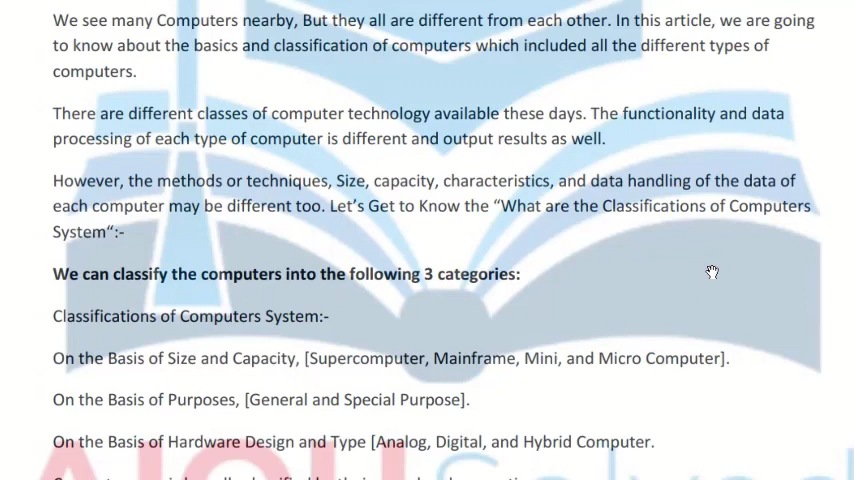 We see many Computers nearby, But they all are different from each other. In this article, we are going
to know about the basics and classification of computers which included all the different types of
computers.
There are different classes of computer technology available these days. The functionality and data
processing of each type of computer is different and output results as well.
However, the methods or techniques, Size, capacity, characteristics, and data handling of the data of
each computer may be different too. Let’s Get to Know the “What are the Classifications of Computers
System“:-
We can classify the computers into the following 3 categories:
Classifications of Computers System:-
On the Basis of Size and Capacity, [Supercomputer, Mainframe, Mini, and Micro Computer].
On the Basis of Purposes, [General and Special Purpose].
On the Basis of Hardware Design and Type [Analog, Digital, and Hybrid Computer.